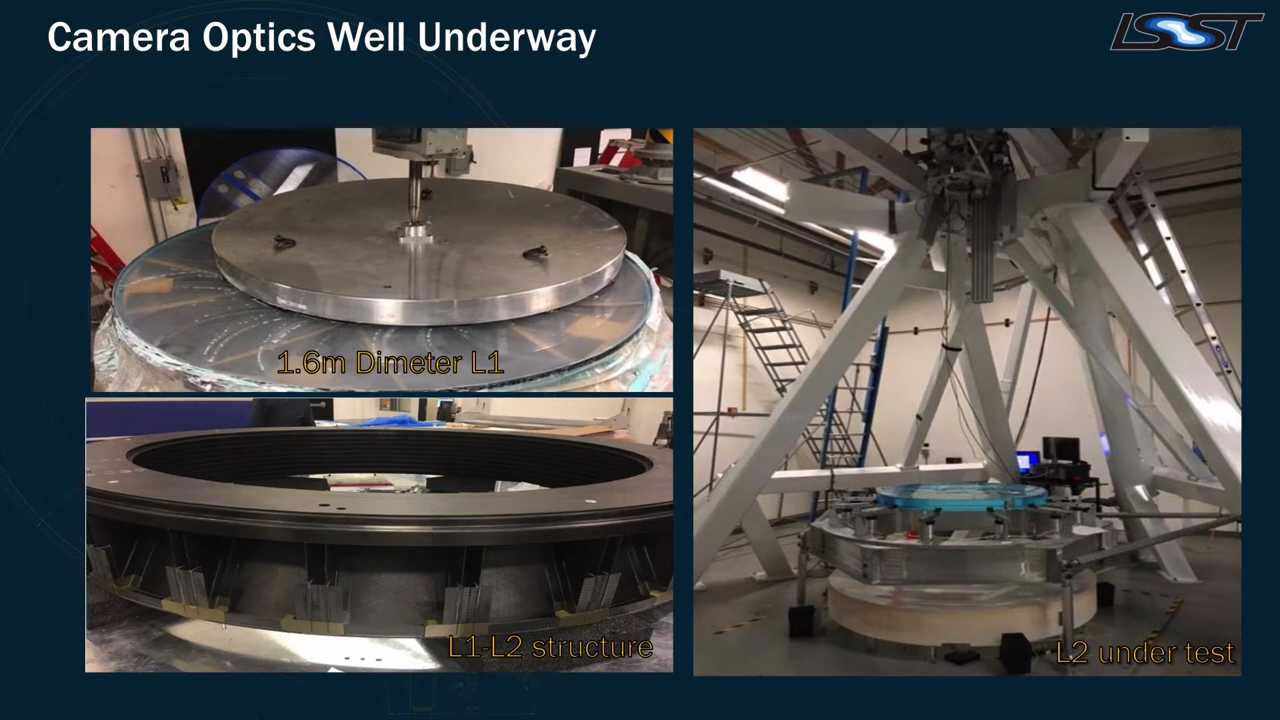 Camera Optics Well Underway
LSST
1.6m Dimeter L1
L1-L2 structure
L2 under test